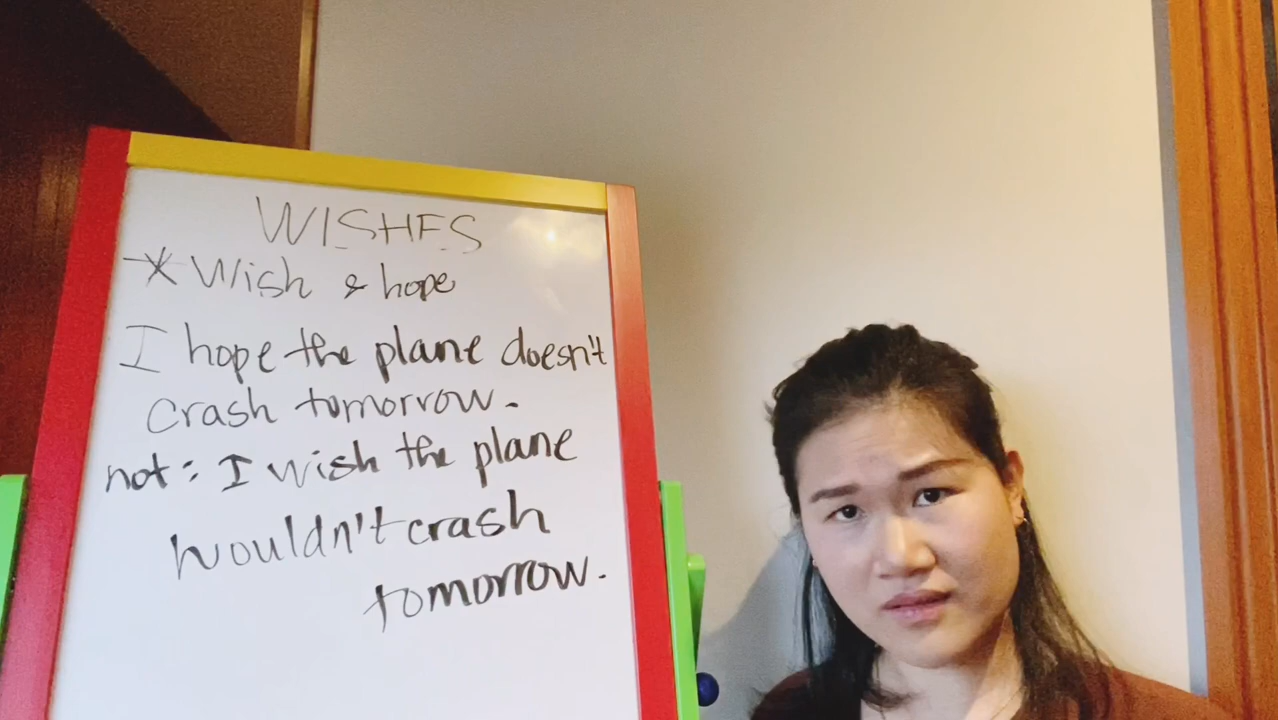 WISHES
* Wish & hope
I hope the plane doesn't
crash tomorrow.
not: I wish the plane
wouldn't crash
tomorrow.